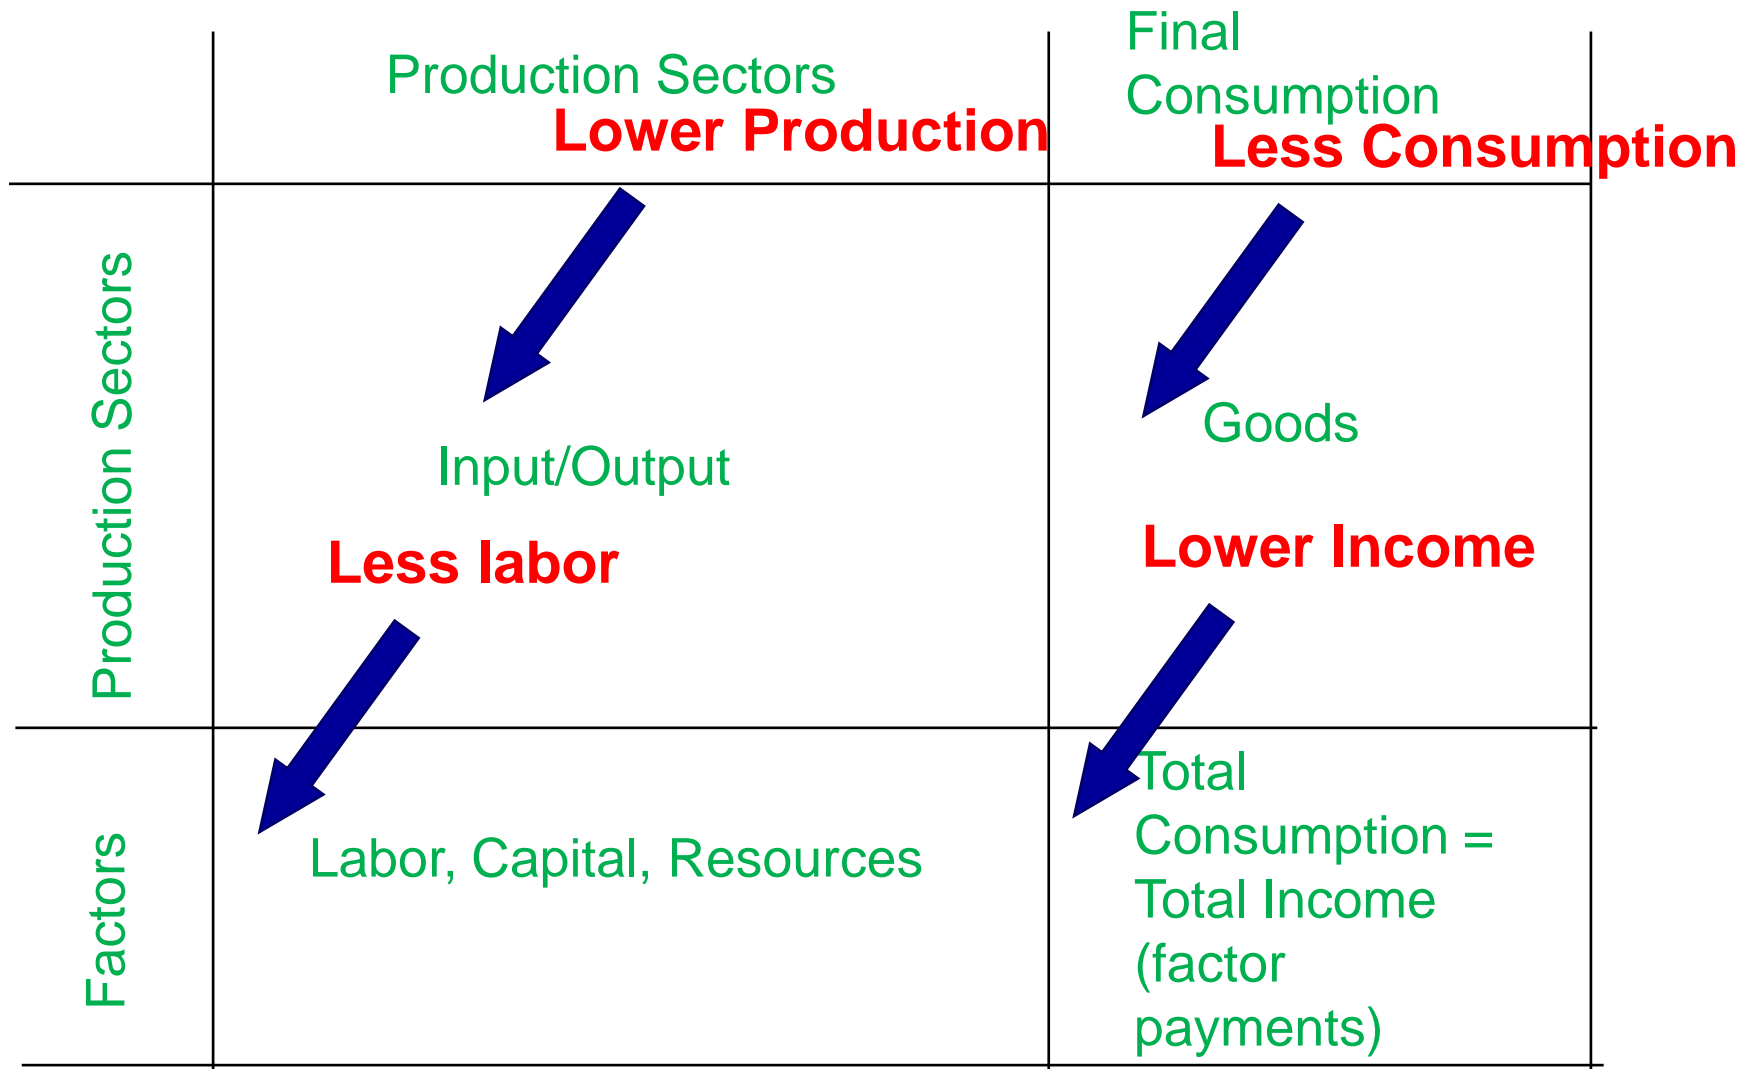 Production Sectors
Lower Production
Final
Consumption
Less Consumption
Production Sectors
Input/Output
Less labor
Goods
Lower Income
Factors
Labor, Capital, Resources
Total
Consumption =
Total Income
(factor
payments)